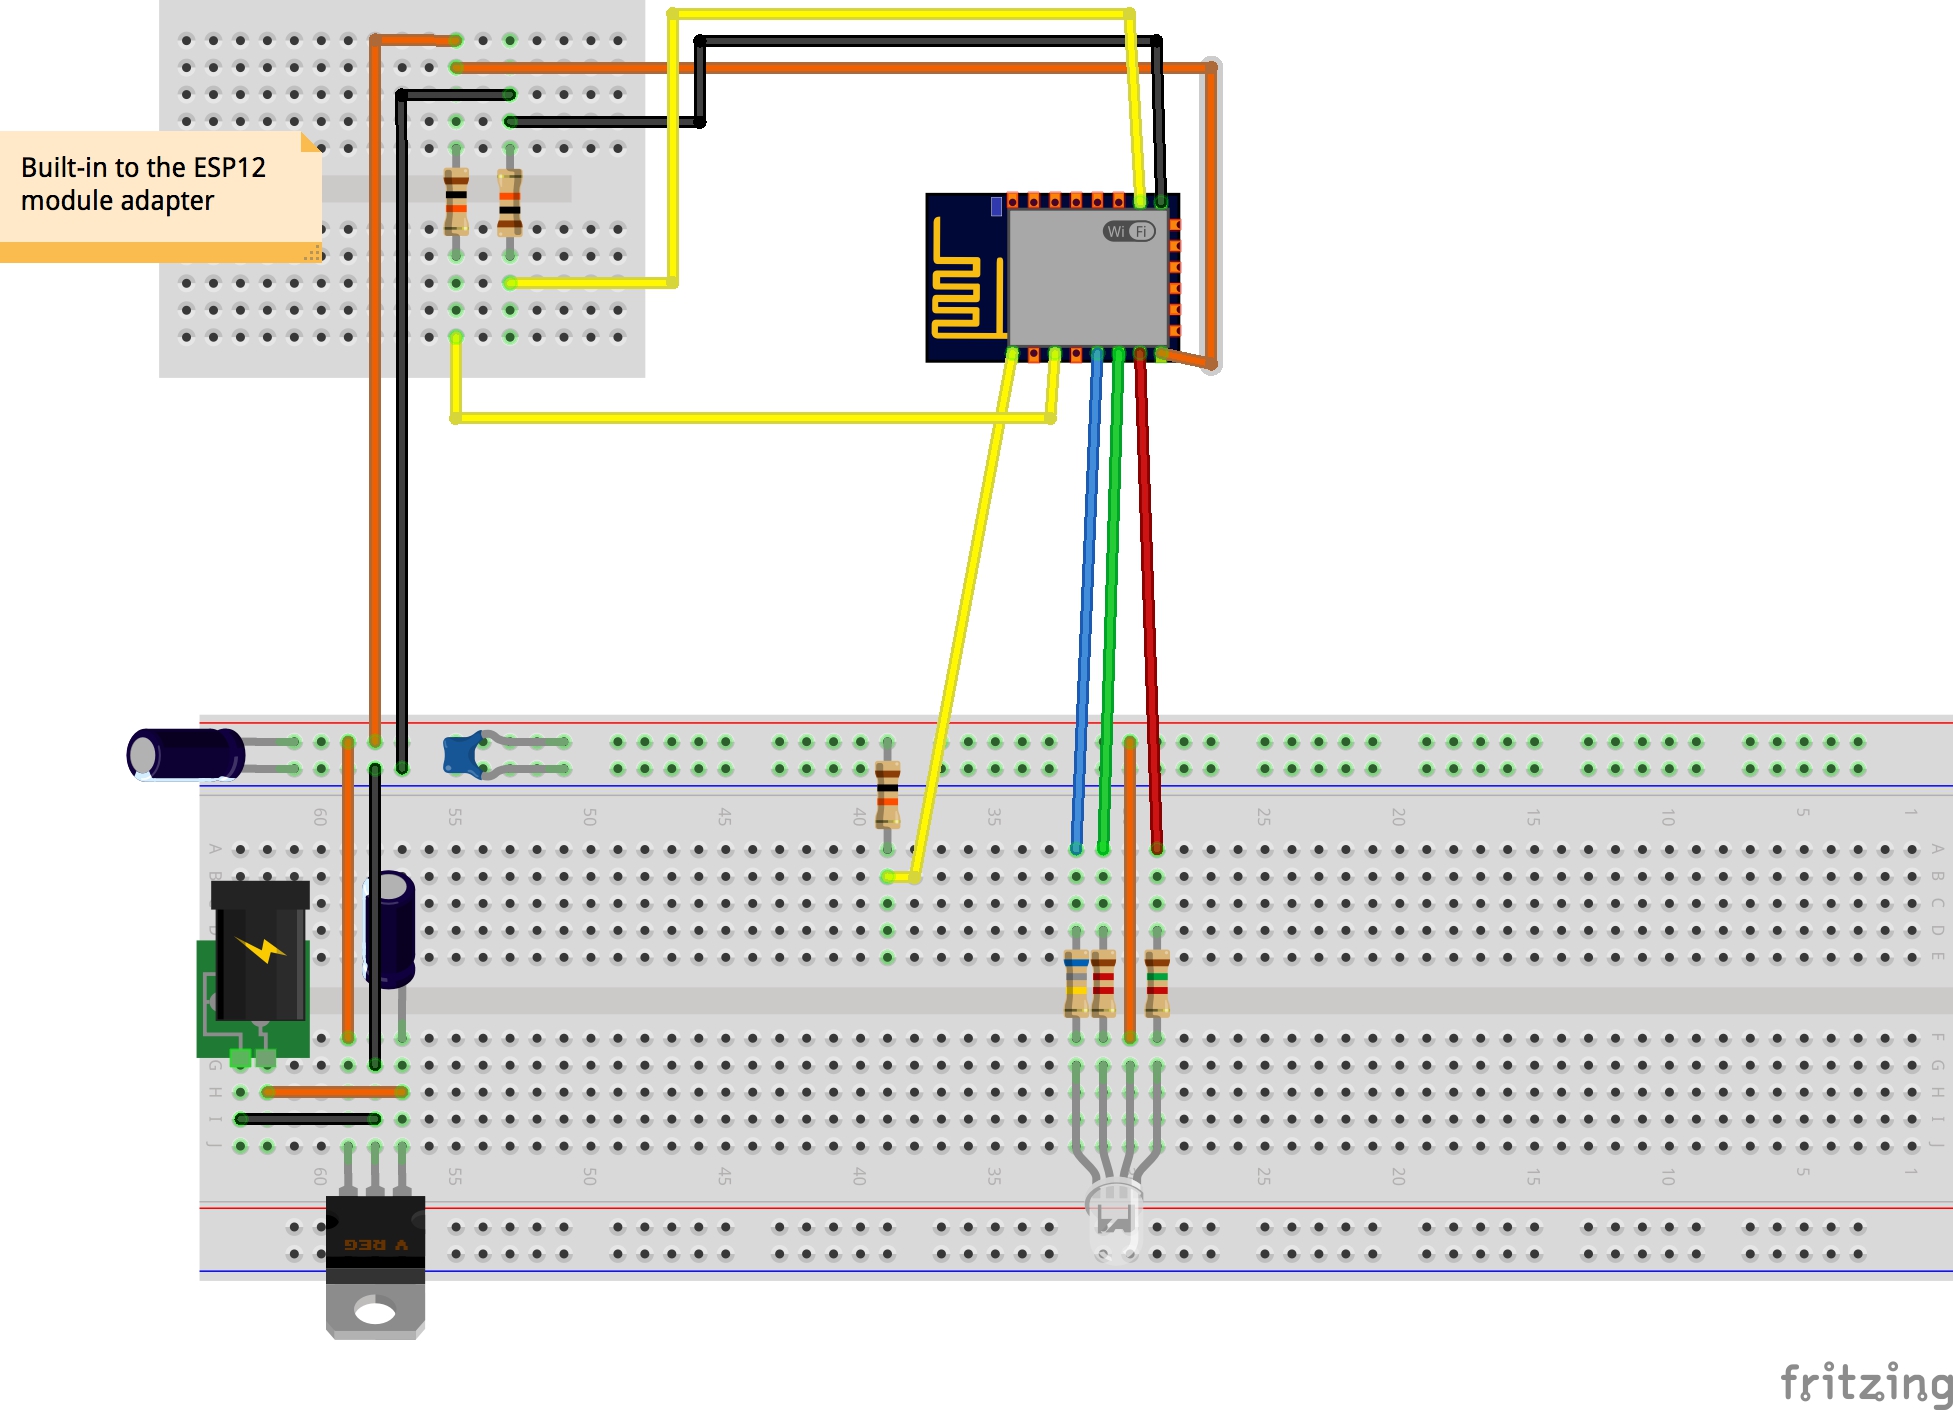 Built-in to the ESP12
module adapter
Wi Fi
60 55 50 45 40 35 25 20 15 10 5 1
A A
B B
C
D D
E
F
G G
H H
I I
J J
60 55 50 45 40 35 25 20 15 10 5 1
V REG
fritzing